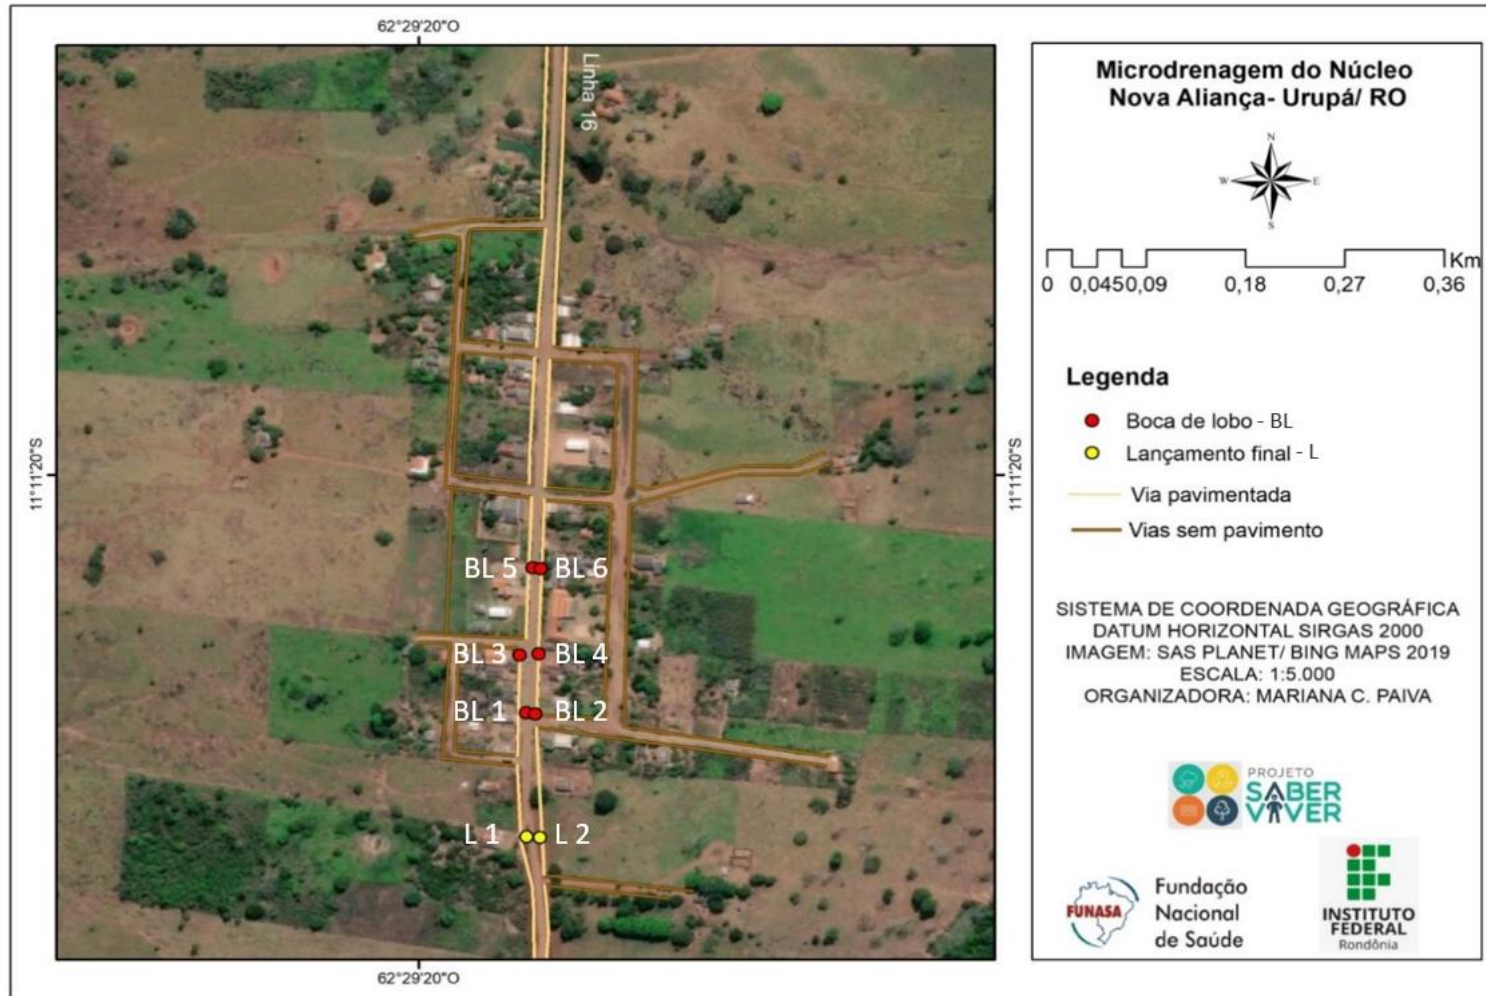 62°29'20"O
Linha 16
11°11'20"S
11°11'20"S
BL 5
BL 6
BL 3
BL 4
BL 1
BL 2
L 1
L 2
62°29'20"O
Microdrenagem do Núcleo
Nova Aliança- Urupá/ RO
N
W
E
S
Km
0 0,0450,09 0,18 0,27 0,36
Legenda
Boca de lobo - BL
Lançamento final - L
Via pavimentada
Vias sem pavimento
SISTEMA DE COORDENADA GEOGRÁFICA
DATUM HORIZONTAL SIRGAS 2000
IMAGEM: SAS PLANET/ BING MAPS 2019
ESCALA: 1:5.000
ORGANIZADORA: MARIANA C. PAIVA
PROJETO
SABER
VIVER
FUNASA
Fundação
Nacional
de Saúde
INSTITUTO
FEDERAL
Rondônia